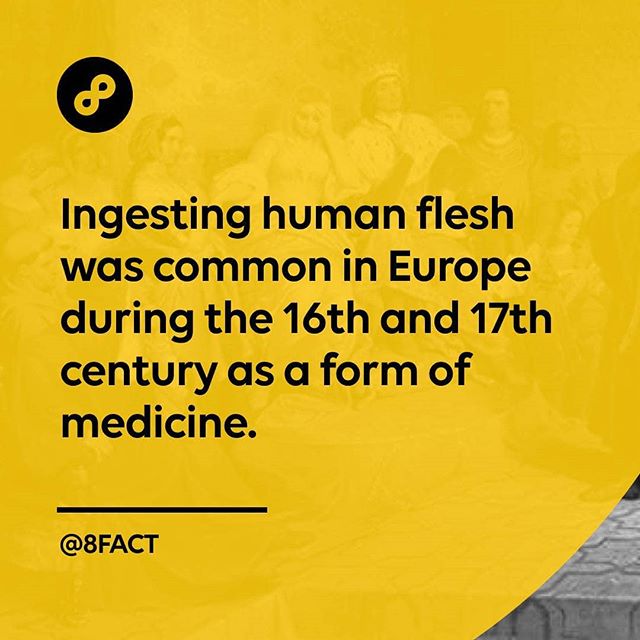 Ingesting human flesh
was common in Europe
during the 16th and 17th
century as a form of
medicine.
@8FACT